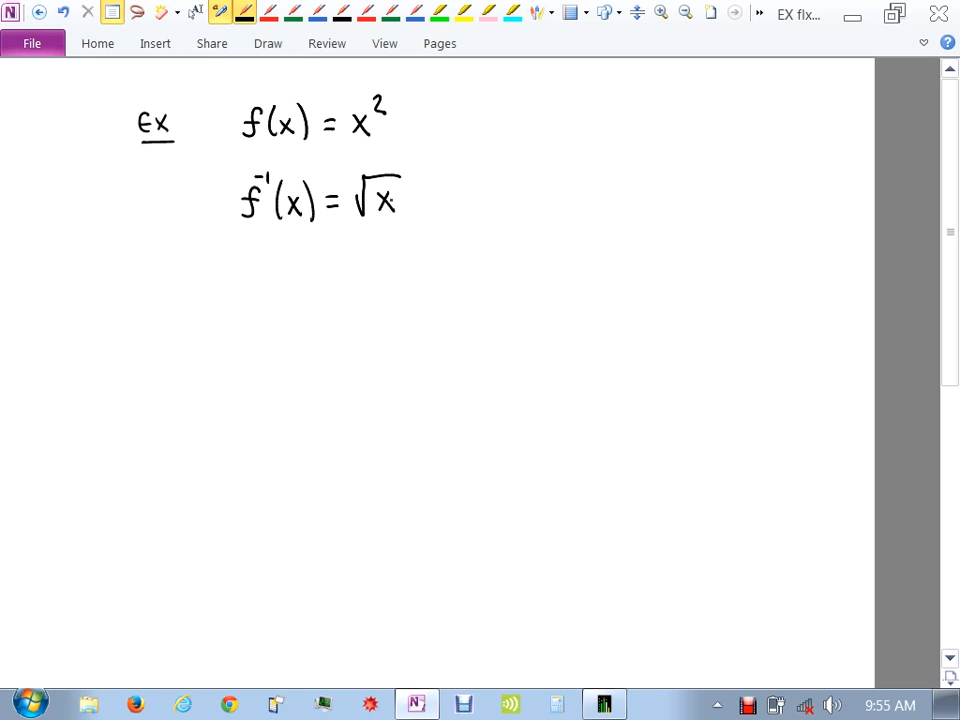 EX flx...
File Home Insert Share Draw Review View Pages
Ex f(x) = x²
f⁻¹(x) = √x
9:55 AM